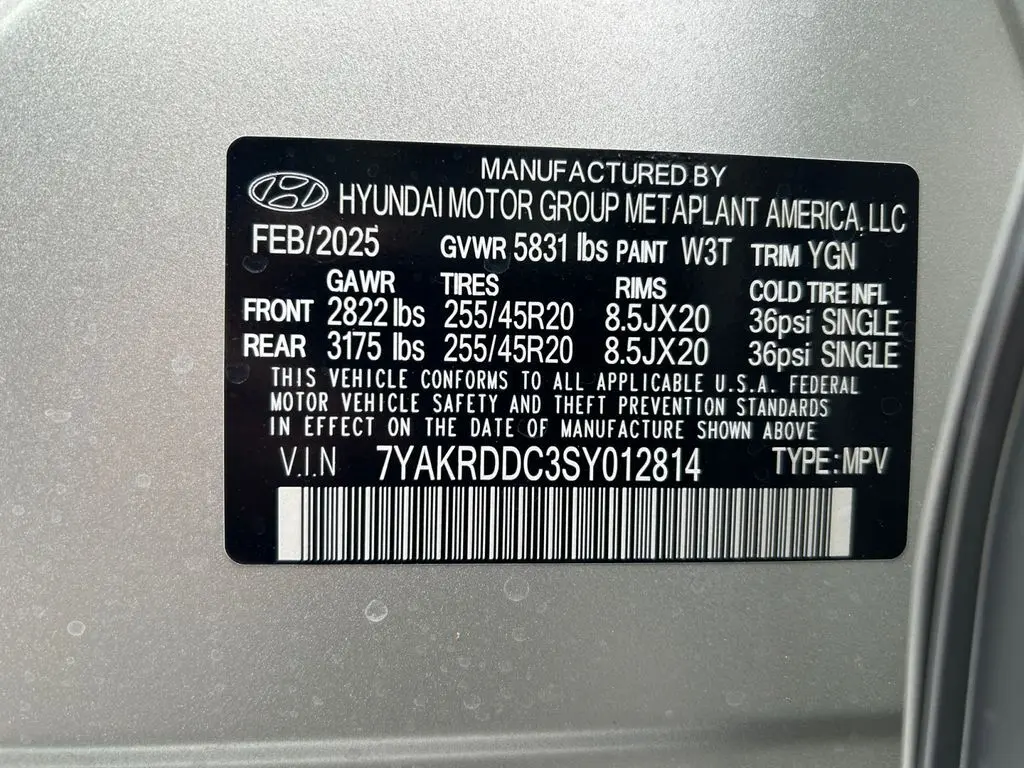 MANUFACTURED BY
HYUNDAI MOTOR GROUP METAPLANT AMERICA, LLC
FEB/2025 GVWR 5831 lbs PAINT W3T TRIM YGN
GAWR TIRES RIMS COLD TIRE INFL
FRONT 2822 lbs 255/45R20 8.5JX20 36psi SINGLE
REAR 3175 lbs 255/45R20 8.5JX20 36psi SINGLE
THIS VEHICLE CONFORMS TO ALL APPLICABLE U.S.A. FEDERAL
MOTOR VEHICLE SAFETY AND THEFT PREVENTION STANDARDS
IN EFFECT ON THE DATE OF MANUFACTURE SHOWN ABOVE
V.I.N 7YAKRDDC3SY012814 TYPE:MPV